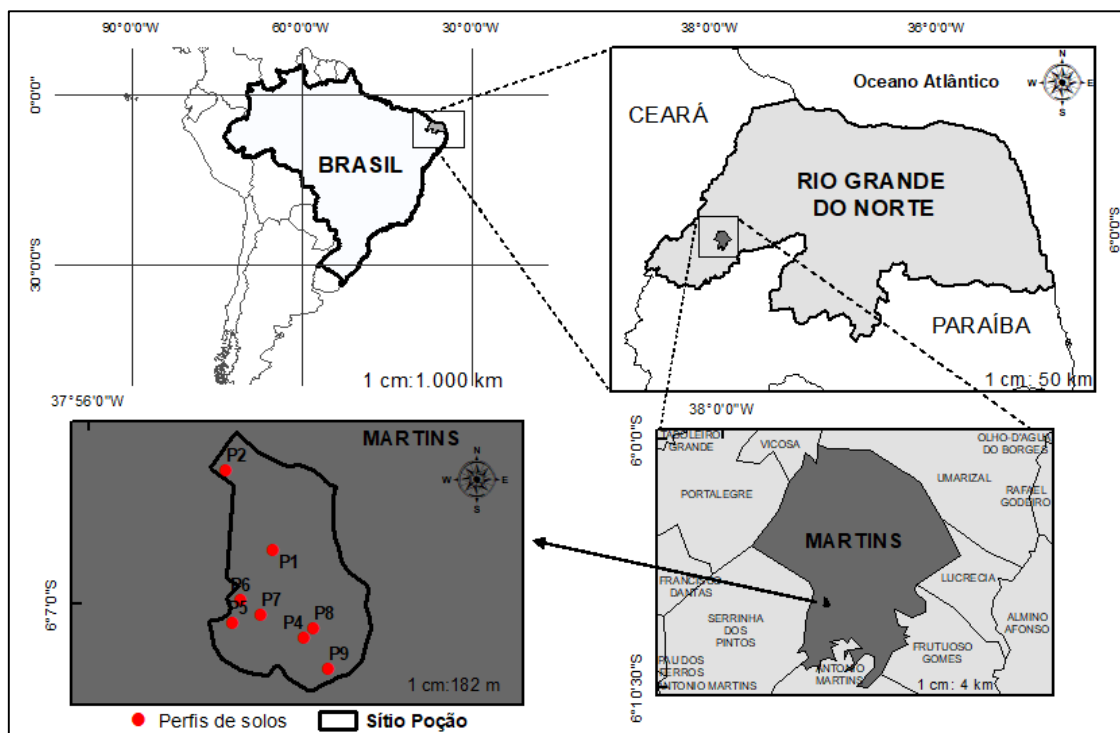 90°0'0"W
60°0'0"W
30°0'0"W
0°0'0"
30°0'0"S
BRASIL
1 cm:1.000 km
38°0'0"W
36°0'0"W
6°0'0"S
Oceano Atlântico
N
W
E
S
CEARÁ
RIO GRANDE
DO NORTE
PARAÍBA
1 cm: 50 km
37°56'0"W
6°7'0"S
MARTINS
N
W
E
S
P2
P1
P6
P5
P7
P4
P8
P9
1 cm:182 m
38°0'0"W
6°0'0"S
6°10'30"S
TABULEIRO
GRANDE
VICOSA
OLHO-D'AGUA
DO BORGES
PORTALEGRE
UMARIZAL
RAFAEL
GODEIRO
MARTINS
FRANCISCO
DANTAS
LUCRECIA
SERRINHA
DOS
PINTOS
ALMINO
AFONSO
FRUTUOSO
GOMES
PAU DOS
FERROS
ANTONIO MARTINS
ANTONIO
MARTINS
1 cm: 4 km
Perfis de solos
Sítio Poção